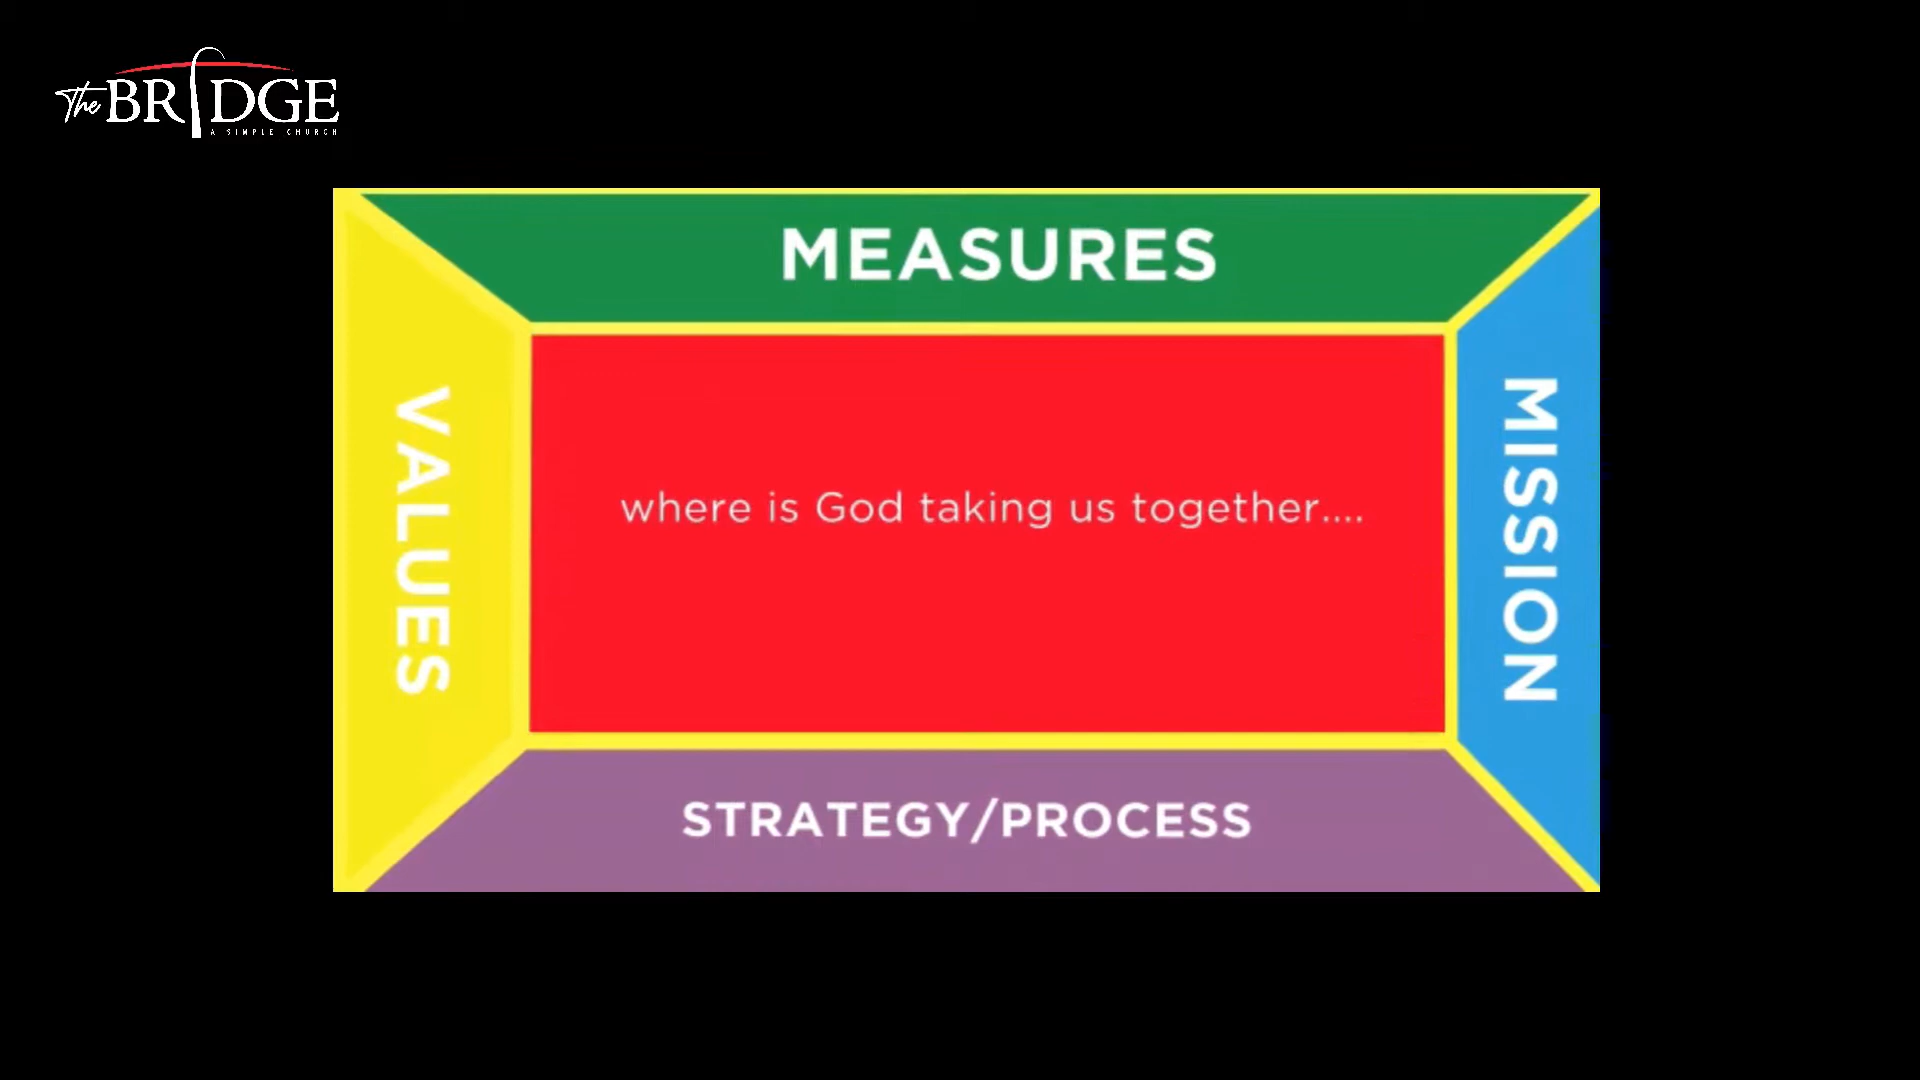 The BRIDGE
A SIMPLE CHURCH
MEASURES
VALUES
where is God taking us together....
MISSION
STRATEGY/PROCESS